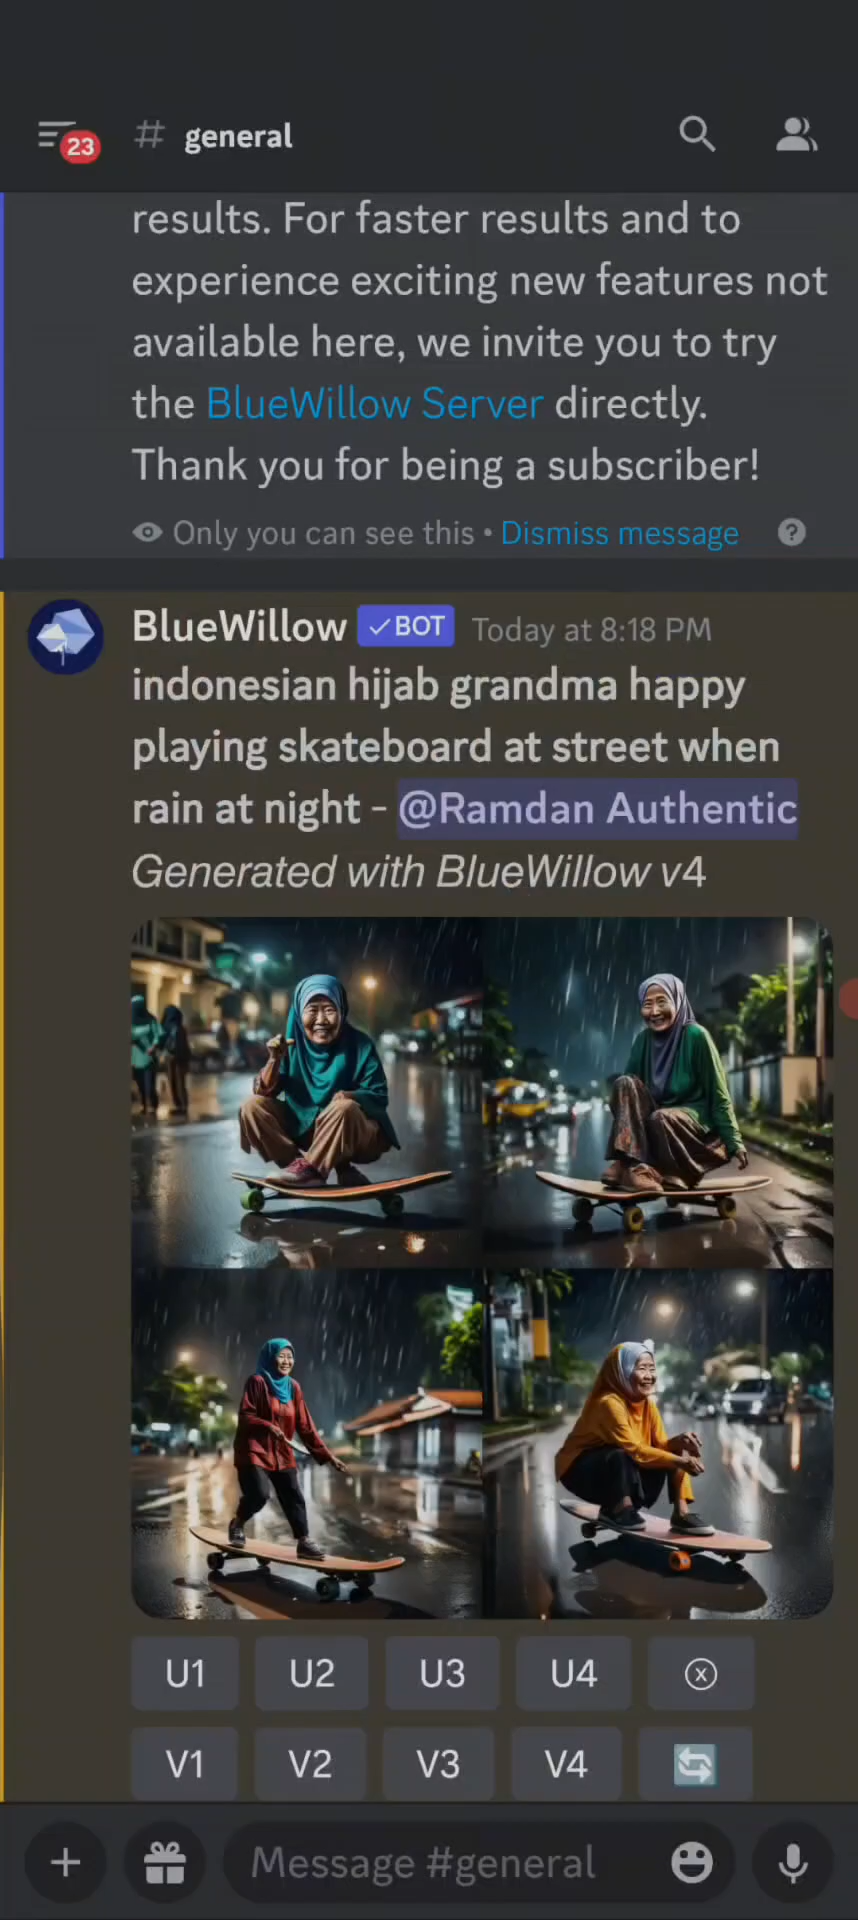 23
# general
results. For faster results and to
experience exciting new features not
available here, we invite you to try
the BlueWillow Server directly.
Thank you for being a subscriber!
Only you can see this • Dismiss message ?
BlueWillow ✓BOT Today at 8:18 PM
indonesian hijab grandma happy
playing skateboard at street when
rain at night - @Ramdan Authentic
Generated with BlueWillow v4
U1 U2 U3 U4
V1 V2 V3 V4
Message #general